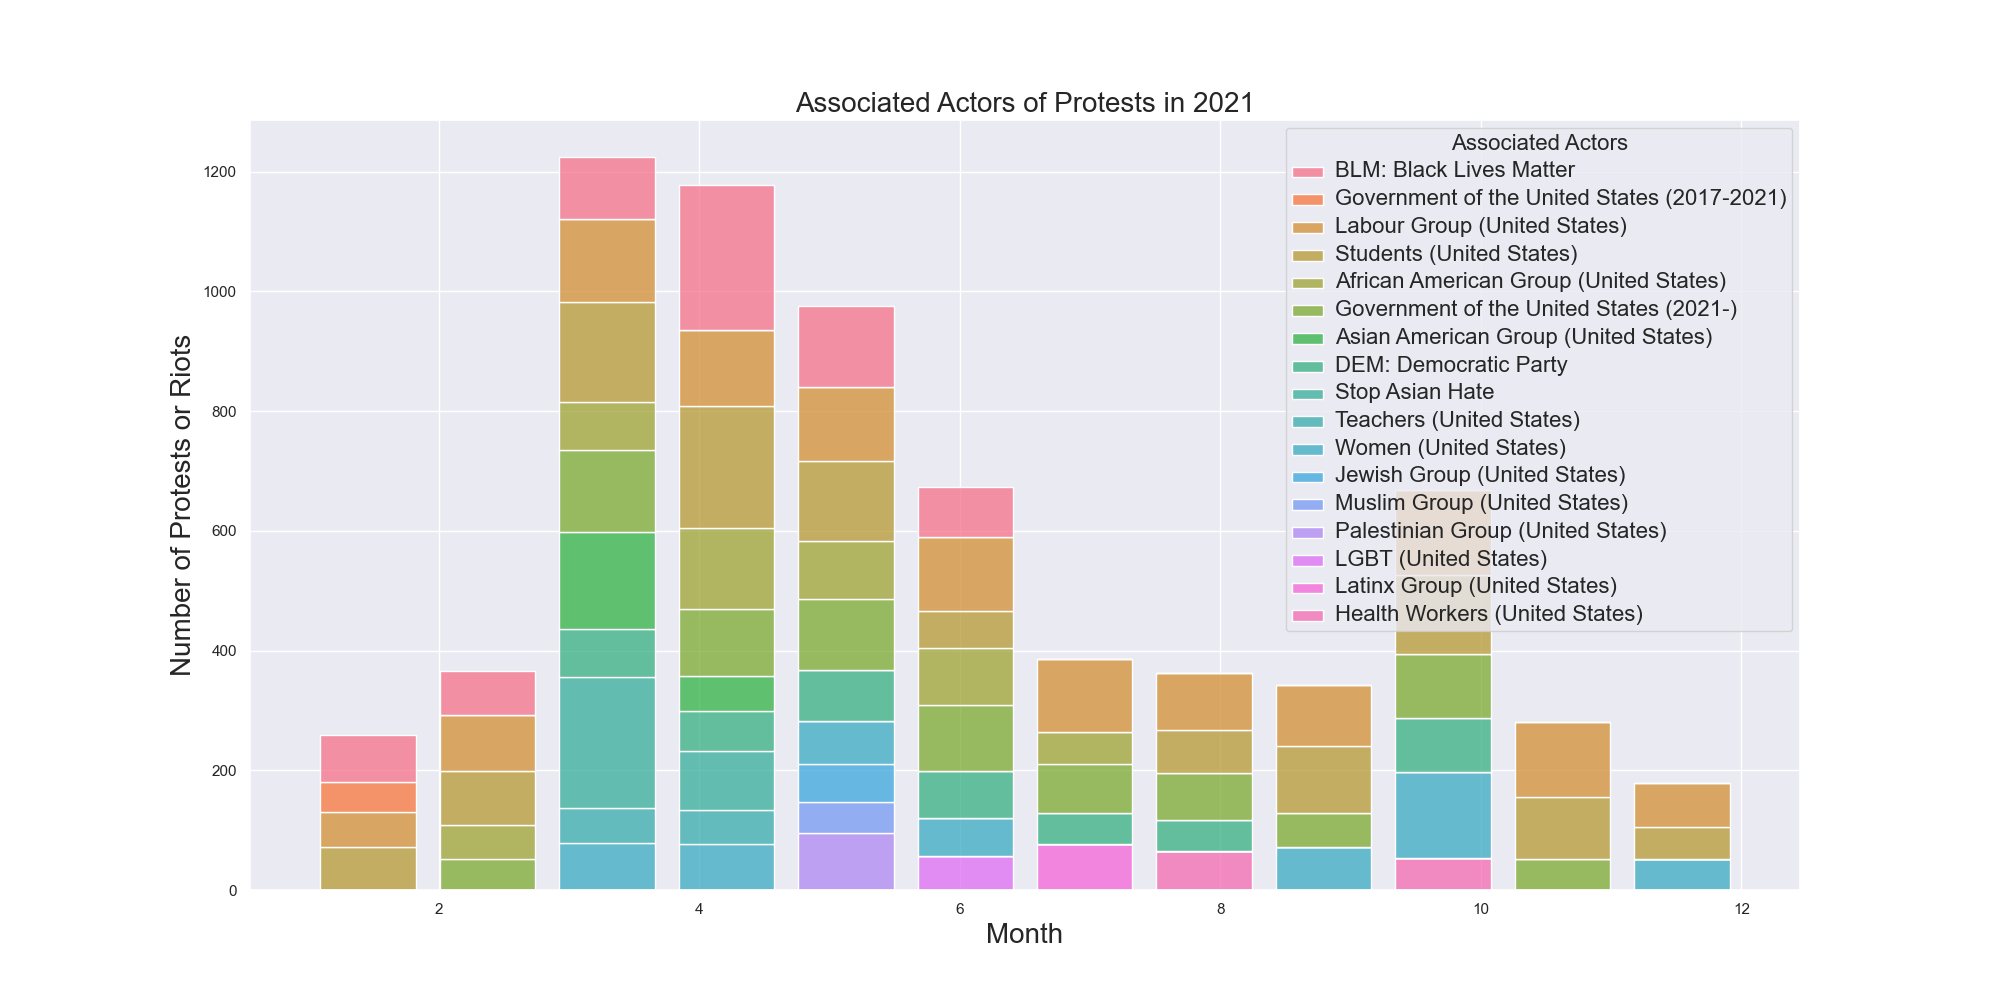 Associated Actors of Protests in 2021
Number of Protests or Riots
1200
1000
800
600
400
200
0
2
4
6
8
10
12
Month
Associated Actors
BLM: Black Lives Matter
Government of the United States (2017-2021)
Labour Group (United States)
Students (United States)
African American Group (United States)
Government of the United States (2021-)
Asian American Group (United States)
DEM: Democratic Party
Stop Asian Hate
Teachers (United States)
Women (United States)
Jewish Group (United States)
Muslim Group (United States)
Palestinian Group (United States)
LGBT (United States)
Latinx Group (United States)
Health Workers (United States)